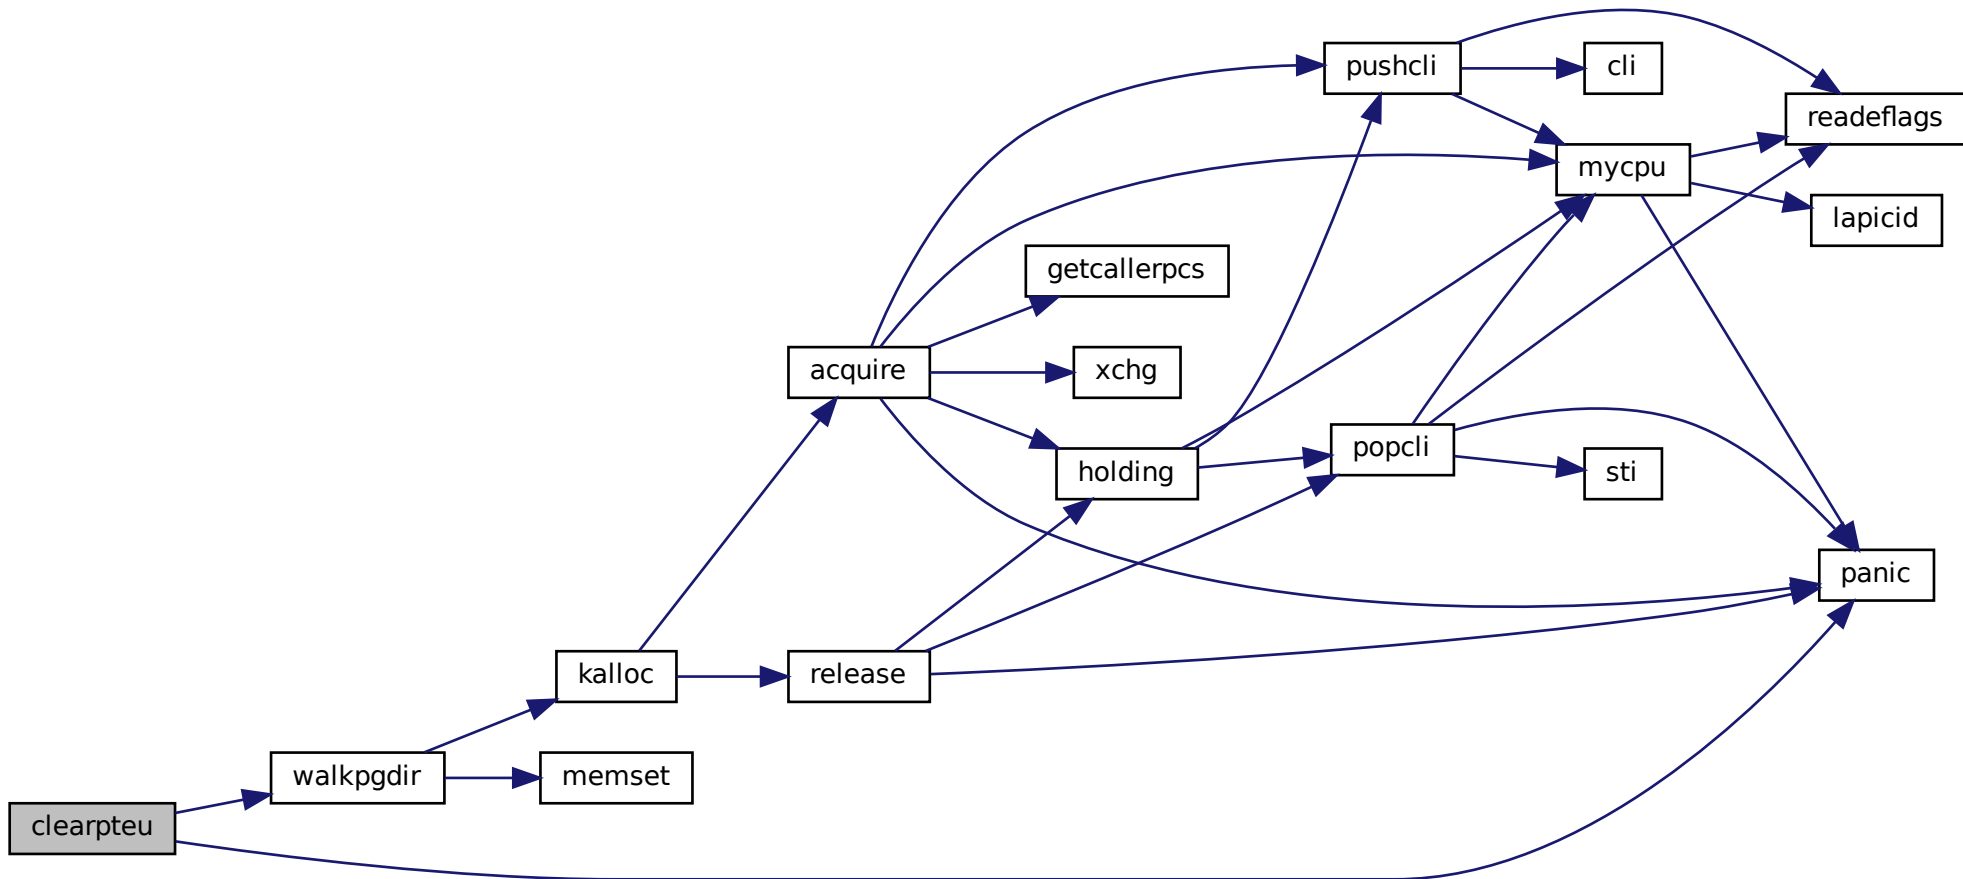 pushcli
cli
readeflags
mycpu
lapicid
getcallerpcs
acquire
xchg
popcli
holding
sti
panic
kalloc
release
walkpgdir
memset
clearpteu